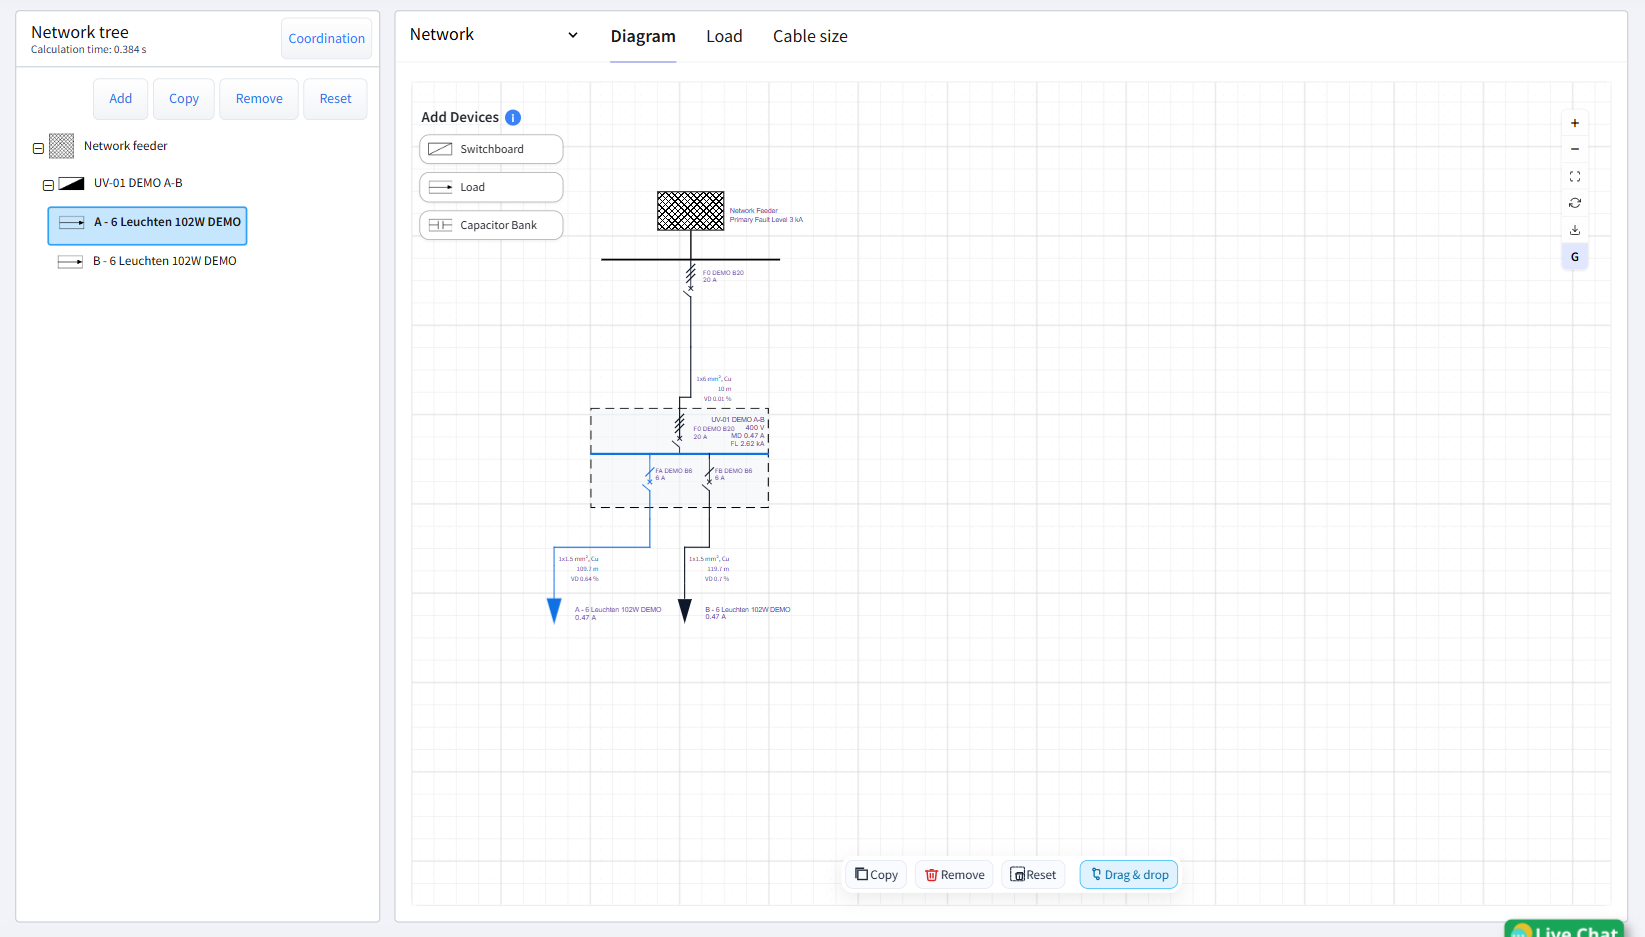 Network tree
Calculation time: 0.384 s
Coordination
Add
Copy
Remove
Reset
Network feeder
UV-01 DEMO A-B
A - 6 Leuchten 102W DEMO
B - 6 Leuchten 102W DEMO
Network
Diagram
Load
Cable size
Add Devices
i
Switchboard
Load
Capacitor Bank
+
−
G
Network Feeder
Primary Fault Level 3 kA
F0 DEMO B20
20 A
1x6 mm², Cu
10 m
VD 0.01 %
UV-01 DEMO A-B
F0 DEMO B20
400 V
20 A
MD 0.47 A
FL 2.62 kA
FA DEMO B6
6 A
FB DEMO B6
6 A
1x1.5 mm², Cu
109.7 m
VD 0.64 %
1x1.5 mm², Cu
119.7 m
VD 0.7 %
A - 6 Leuchten 102W DEMO
0.47 A
B - 6 Leuchten 102W DEMO
0.47 A
Copy
Remove
Reset
Drag & drop
Live Chat